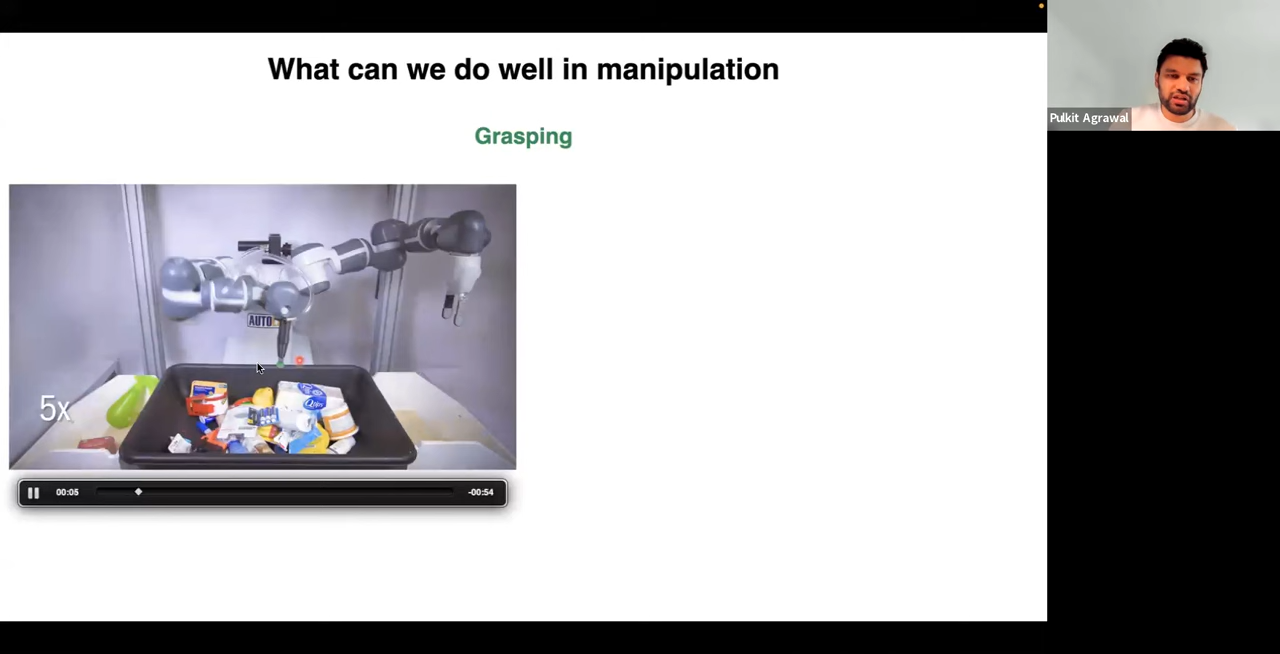 What can we do well in manipulation
Grasping
Pulkit Agrawal
AUTO
5x
00:05
-00:54